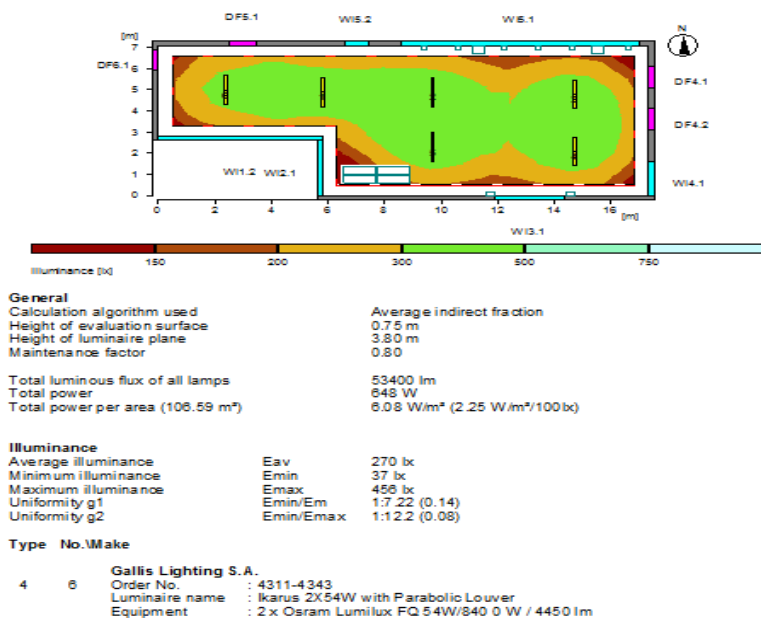 DF5.1 WI5.2 WI5.1
[m]
7
N
DF6.1
6
DF4.1
5
4
DF4.2
3
2
WI1.2 WI2.1
WI4.1
1
0
0 2 4 6 8 10 12 14 16 [m]
WI3.1
150 200 300 500 750
Illuminance [lx]
General
Calculation algorithm used Average indirect fraction
Height of evaluation surface 0.75 m
Height of luminaire plane 3.80 m
Maintenance factor 0.80
Total luminous flux of all lamps 53400 lm
Total power 648 W
Total power per area (106.59 m²) 6.08 W/m² (2.25 W/m²/100lx)
Illuminance
Average illuminance Eav 270 lx
Minimum illuminance Emin 37 lx
Maximum illuminance Emax 456 lx
Uniformity g1 Emin/Em 1:7.22 (0.14)
Uniformity g2 Emin/Emax 1:12.2 (0.08)
Type No.\Make
Gallis Lighting S.A.
4 6 Order No. : 4311-4343
Luminaire name : Ikarus 2X54W with Parabolic Louver
Equipment : 2 x Osram Lumilux FQ 54W/840 0 W / 4450 lm